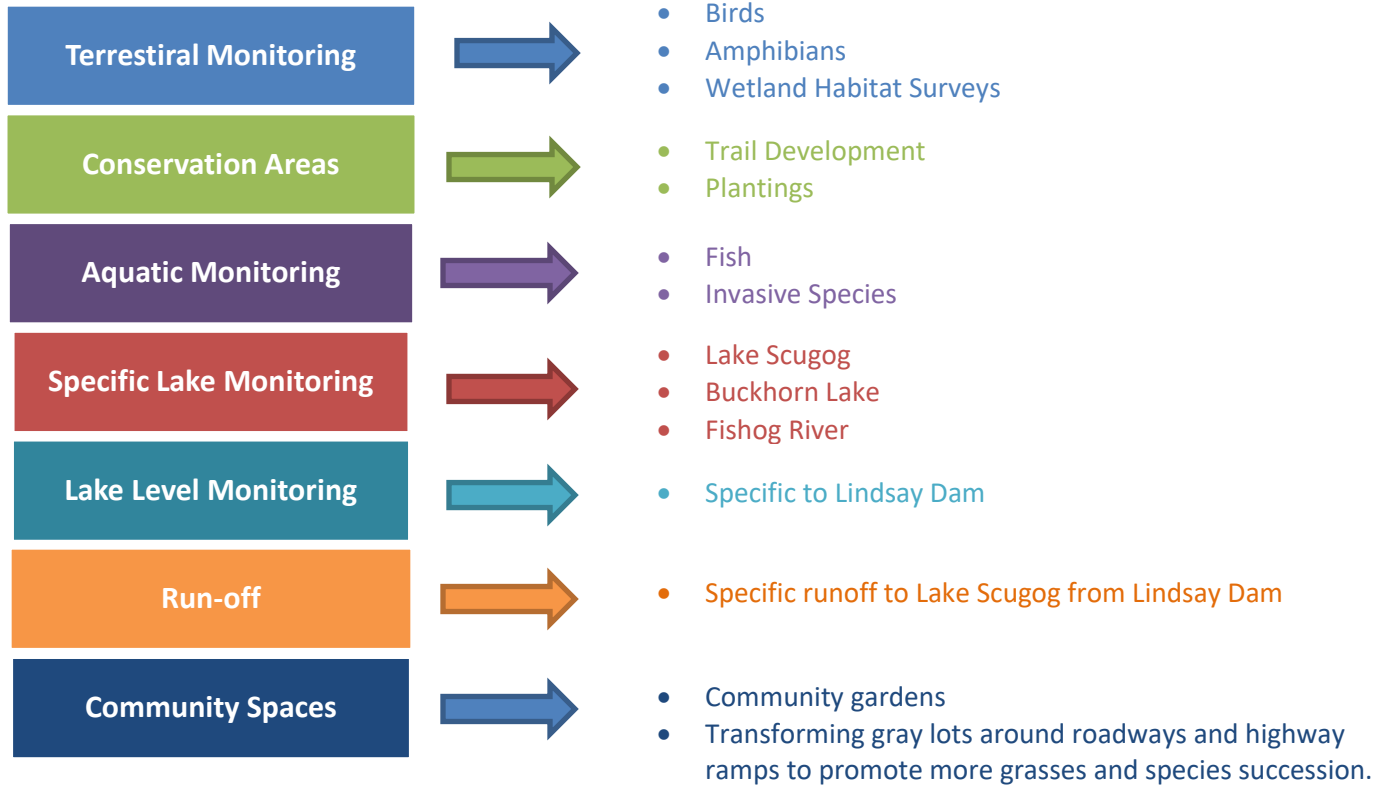 Terrestiral Monitoring
• Birds
• Amphibians
• Wetland Habitat Surveys
Conservation Areas
• Trail Development
• Plantings
Aquatic Monitoring
• Fish
• Invasive Species
Specific Lake Monitoring
• Lake Scugog
• Buckhorn Lake
• Fishog River
Lake Level Monitoring
• Specific to Lindsay Dam
Run-off
• Specific runoff to Lake Scugog from Lindsay Dam
Community Spaces
• Community gardens
• Transforming gray lots around roadways and highway
ramps to promote more grasses and species succession.